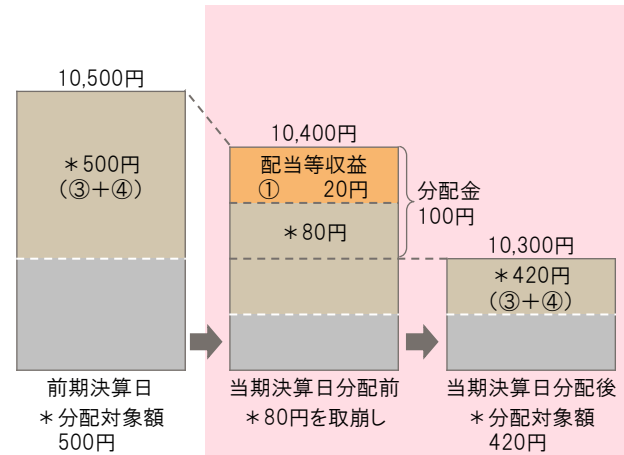 10,500円
＊500円
(③＋④)
10,400円
配当等収益
① 20円
＊80円
分配金
100円
10,300円
＊420円
(③＋④)
前期決算日
＊分配対象額
500円
当期決算日分配前
＊80円を取崩し
当期決算日分配後
＊分配対象額
420円